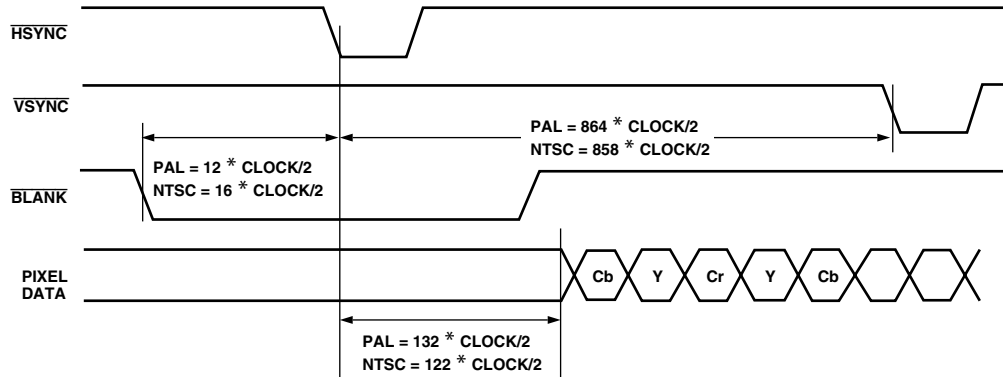 HSYNC
VSYNC
PAL = 864 * CLOCK/2
NTSC = 858 * CLOCK/2
PAL = 12 * CLOCK/2
NTSC = 16 * CLOCK/2
BLANK
PIXEL
DATA
Cb Y Cr Y Cb
PAL = 132 * CLOCK/2
NTSC = 122 * CLOCK/2